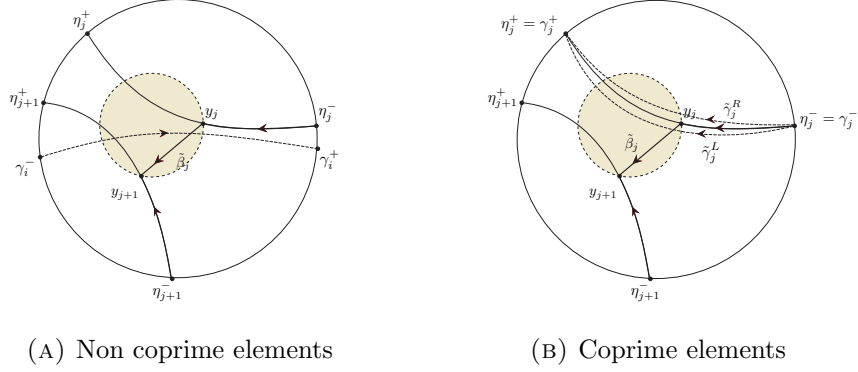 η_j^+
η_{j+1}^+
y_j
η_j^-
β̃_j
γ_i^-
γ_i^+
y_{j+1}
η_{j+1}^-
(A) Non coprime elements
η_j^+ = γ_j^+
η_{j+1}^+
y_j
γ̃_j^R
η_j^- = γ_j^-
β̃_j
γ̃_j^L
y_{j+1}
η_{j+1}^-
(B) Coprime elements